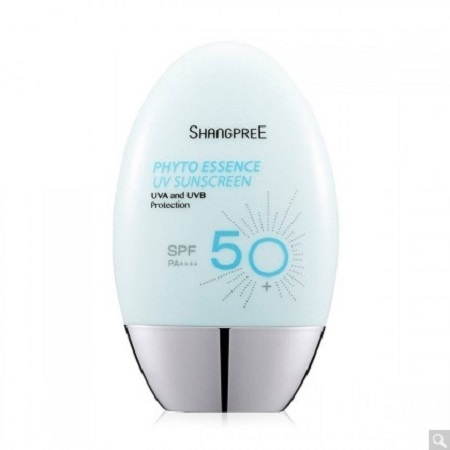 SHANGPREE
PHYTO ESSENCE
UV SUNSCREEN
UVA and UVB
Protection
SPF 50+
PA++++